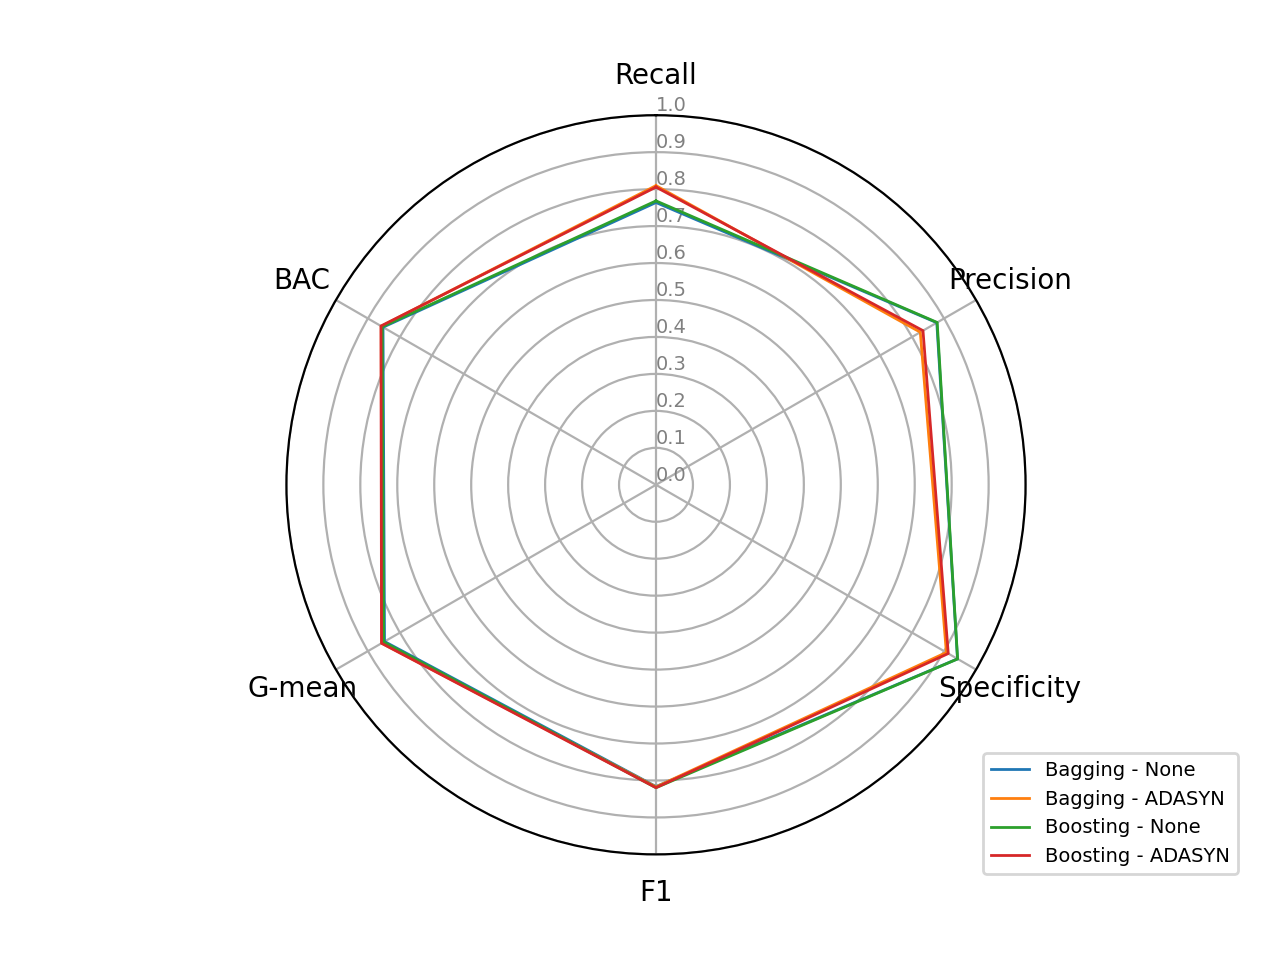 Recall
1.0
0.9
0.8
0.7
0.6
0.5
0.4
0.3
0.2
0.1
0.0
BAC
Precision
G-mean
Specificity
F1
Bagging - None
Bagging - ADASYN
Boosting - None
Boosting - ADASYN